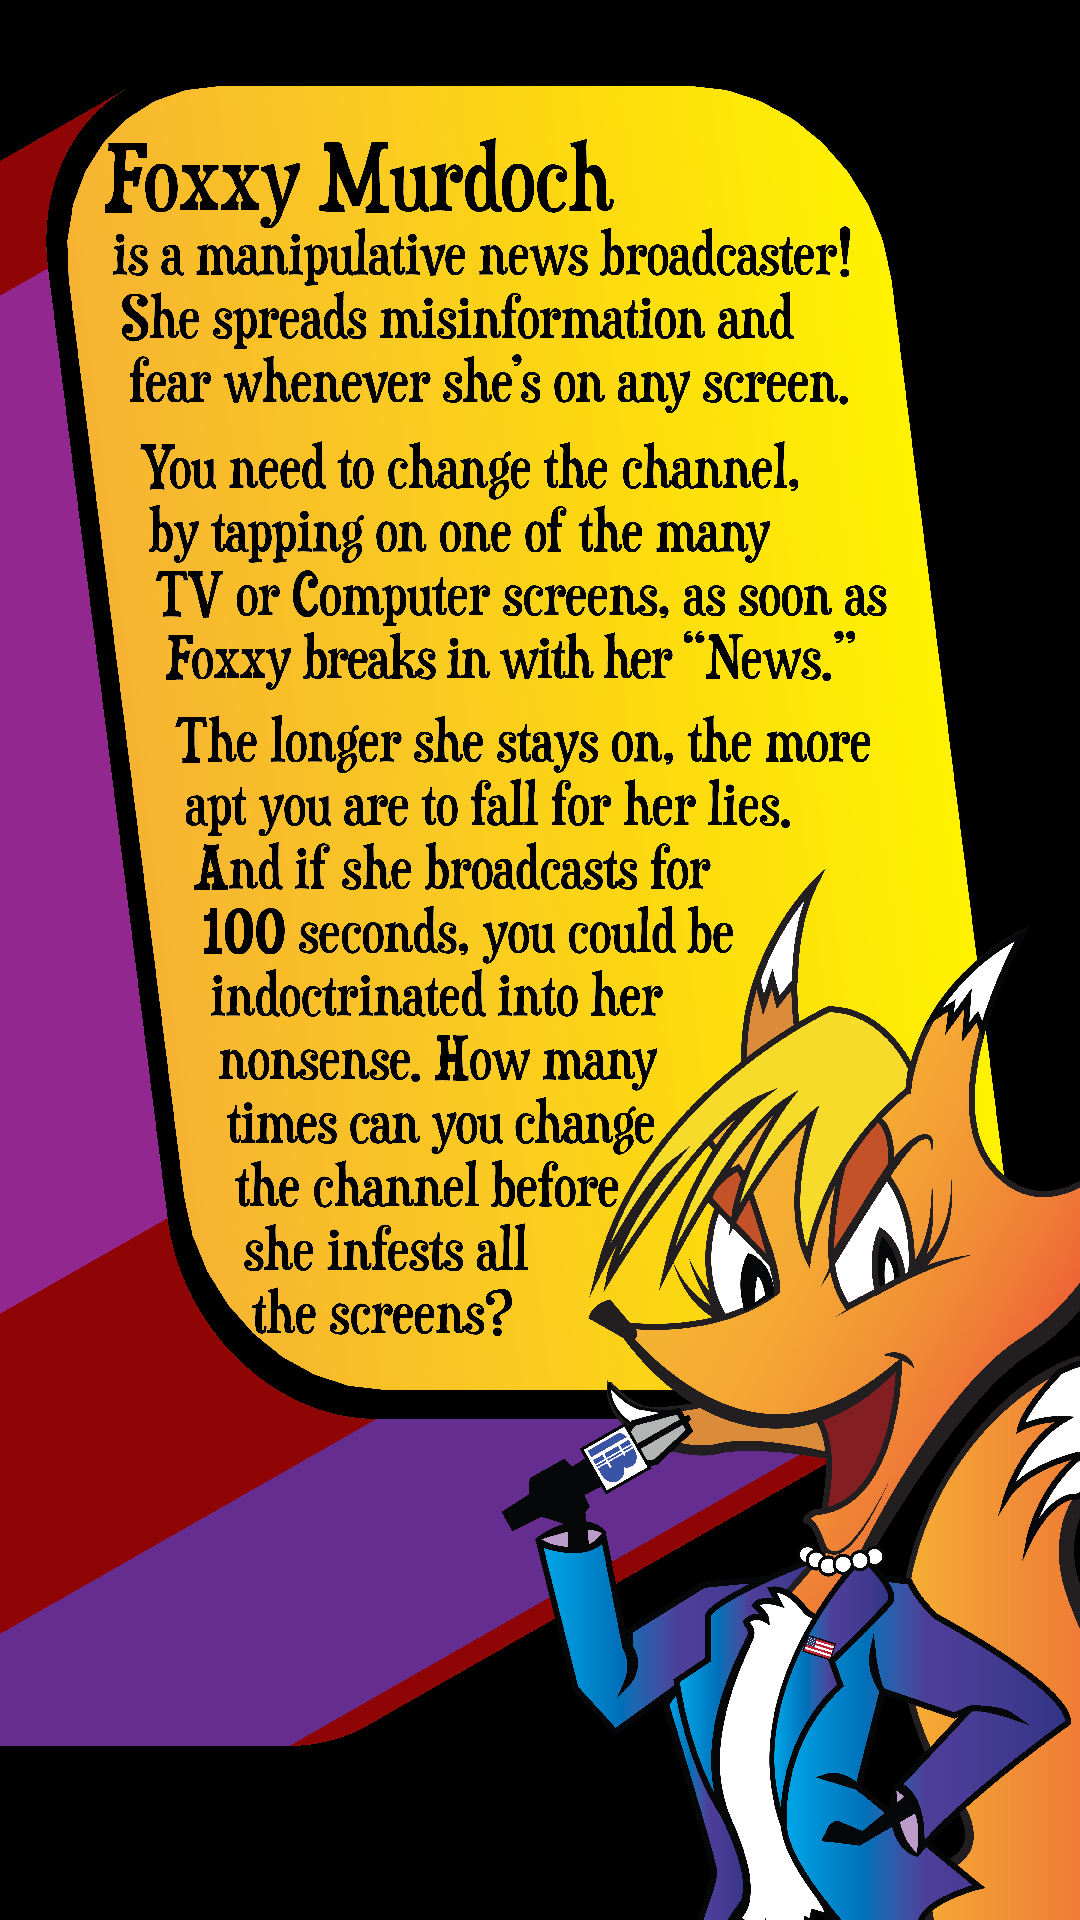 Foxxy Murdoch
is a manipulative news broadcaster!
She spreads misinformation and
fear whenever she’s on any screen.
You need to change the channel,
by tapping on one of the many
TV or Computer screens, as soon as
Foxxy breaks in with her “News.”
The longer she stays on, the more
apt you are to fall for her lies.
And if she broadcasts for
100 seconds, you could be
indoctrinated into her
nonsense. How many
times can you change
the channel before
she infests all
the screens?